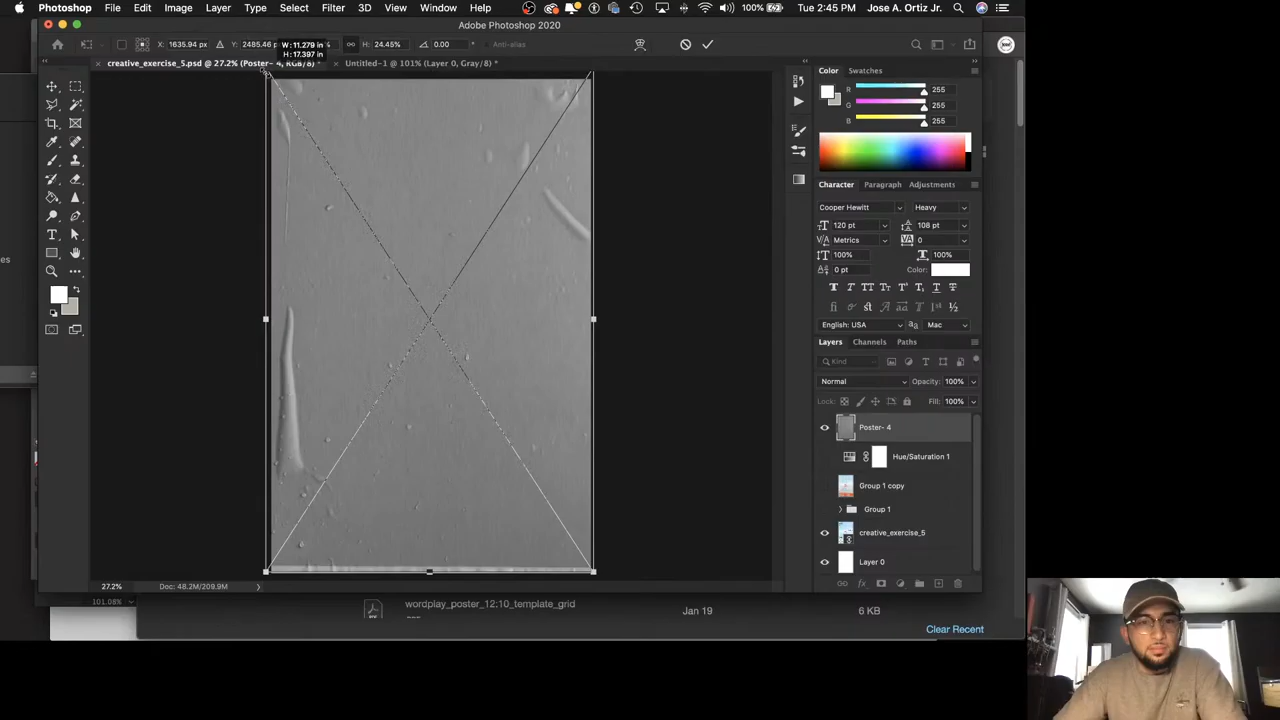 Photoshop File Edit Image Layer Type Select Filter 3D View Window Help 100% Tue 2:45 PM Jose A. Ortiz Jr.
Adobe Photoshop 2020
X: 1635.94 px Y: 2485.46 px W: 11.279 in H: 24.45% 0.00 Anti-alias
H: 17.397 in
creative_exercise_5.psd @ 27.2% (Poster- 4, RGB/8) * Untitled-1 @ 101% (Layer 0, Gray/8) *
Color Swatches
R 255
G 105
B 255
Character Paragraph Adjustments
Cooper Hewitt Heavy
120 pt 108 pt
Metrics 0
100% 100%
0 pt Color:
English: USA Mac
Layers Channels Paths
Kind
Normal Opacity: 100%
Lock: Fill: 100%
Poster- 4
Hue/Saturation 1
Group 1 copy
Group 1
creative_exercise_5
Layer 0
27.2% Doc: 48.2M/209.9M
101.08%
wordplay_poster_12:10_template_grid Jan 19 6 KB
Clear Recent